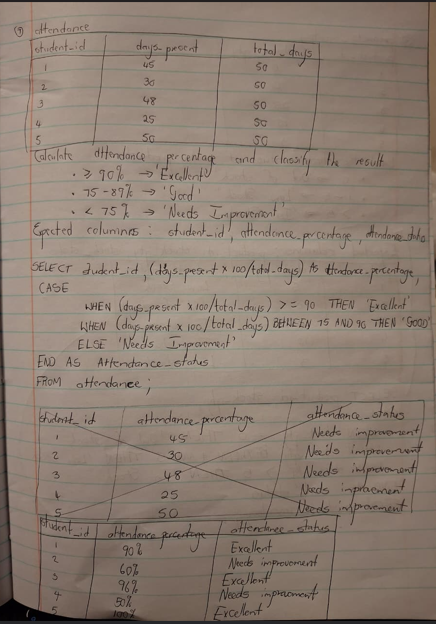 ⑨ attendance
student_id days_present total_days
1 45 50
2 30 50
3 48 50
4 25 50
5 50 50
Calculate attendance percentage and classify the result
• ≥ 90% → 'Excellent'
• 75 - 89% → 'Good'
• < 75% → 'Needs Improvement'
Expected columns : student_id, attendance_percentage, attendance_status
SELECT student_id, (days_present x 100/total_days) As attendance_percentage,
CASE
WHEN (days_present x 100/total_days) >= 90 THEN 'Excellent'
WHEN (days_present x 100/total_days) BETWEEN 75 AND 90 THEN 'GOOD'
ELSE 'Needs Improvement'
END AS Attendance_status
FROM attendance ;
student_id attendance_percentage attendance_status
1 45 Needs improvement
2 30 Needs improvement
3 48 Needs improvement
4 25 Needs improvement
5 50 Needs improvement
student_id attendance_percentage attendance_status
1 90% Excellent
2 60% Needs improvement
3 96% Excellent
4 50% Needs improvement
5 100% Excellent